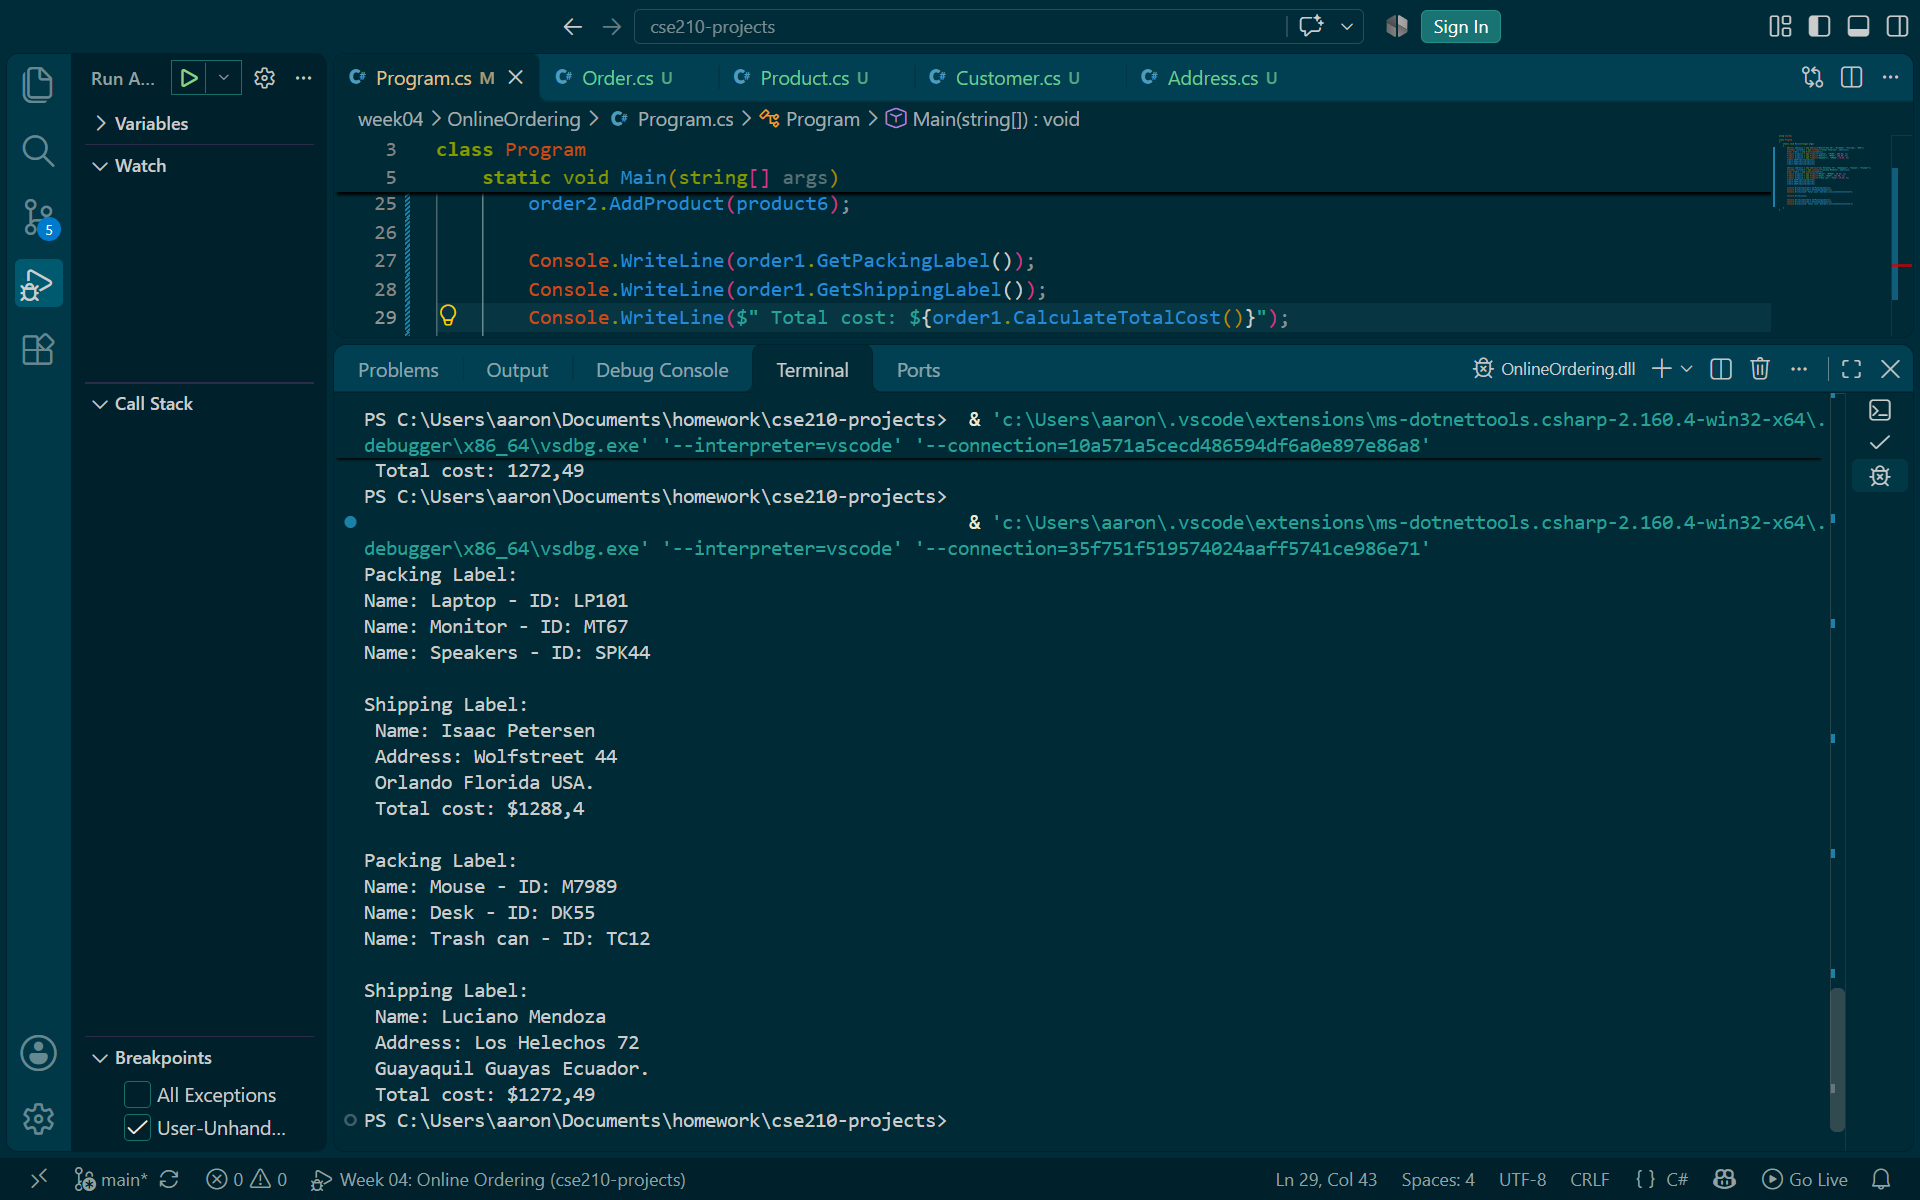 cse210-projects
Sign In
Run A...
Program.cs M
Order.cs U
Product.cs U
Customer.cs U
Address.cs U
Variables
Watch
5
Call Stack
Breakpoints
All Exceptions
User-Unhand...
week04 > OnlineOrdering > Program.cs > Program > Main(string[]) : void
3 class Program
5 static void Main(string[] args)
25 order2.AddProduct(product6);
26
27 Console.WriteLine(order1.GetPackingLabel());
28 Console.WriteLine(order1.GetShippingLabel());
29 Console.WriteLine($" Total cost: ${order1.CalculateTotalCost()}");
Problems Output Debug Console Terminal Ports
OnlineOrdering.dll
PS C:\Users\aaron\Documents\homework\cse210-projects> & 'c:\Users\aaron\.vscode\extensions\ms-dotnettools.csharp-2.160.4-win32-x64\.
debugger\x86_64\vsdbg.exe' '--interpreter=vscode' '--connection=10a571a5cecd486594df6a0e897e86a8'
Total cost: 1272,49
PS C:\Users\aaron\Documents\homework\cse210-projects>
& 'c:\Users\aaron\.vscode\extensions\ms-dotnettools.csharp-2.160.4-win32-x64\.
debugger\x86_64\vsdbg.exe' '--interpreter=vscode' '--connection=35f751f519574024aaff5741ce986e71'
Packing Label:
Name: Laptop - ID: LP101
Name: Monitor - ID: MT67
Name: Speakers - ID: SPK44
Shipping Label:
Name: Isaac Petersen
Address: Wolfstreet 44
Orlando Florida USA.
Total cost: $1288,4
Packing Label:
Name: Mouse - ID: M7989
Name: Desk - ID: DK55
Name: Trash can - ID: TC12
Shipping Label:
Name: Luciano Mendoza
Address: Los Helechos 72
Guayaquil Guayas Ecuador.
Total cost: $1272,49
PS C:\Users\aaron\Documents\homework\cse210-projects>
main* 0 0 Week 04: Online Ordering (cse210-projects)
Ln 29, Col 43 Spaces: 4 UTF-8 CRLF { } C# Go Live